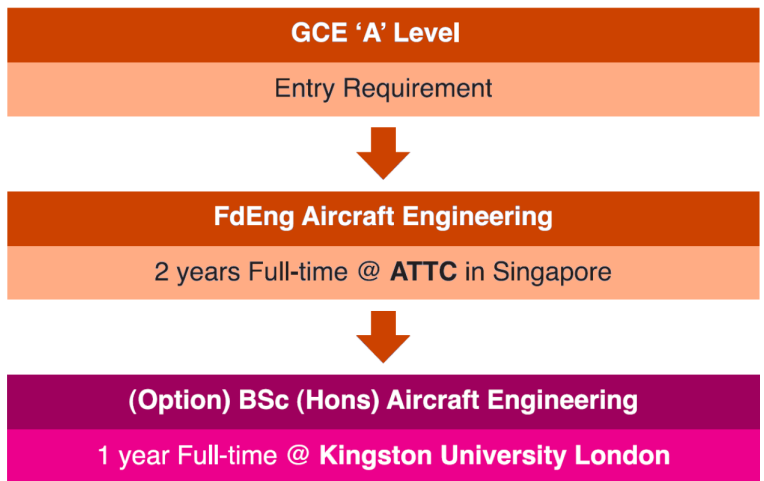 GCE ‘A’ Level
Entry Requirement
FdEng Aircraft Engineering
2 years Full-time @ ATTC in Singapore
(Option) BSc (Hons) Aircraft Engineering
1 year Full-time @ Kingston University London